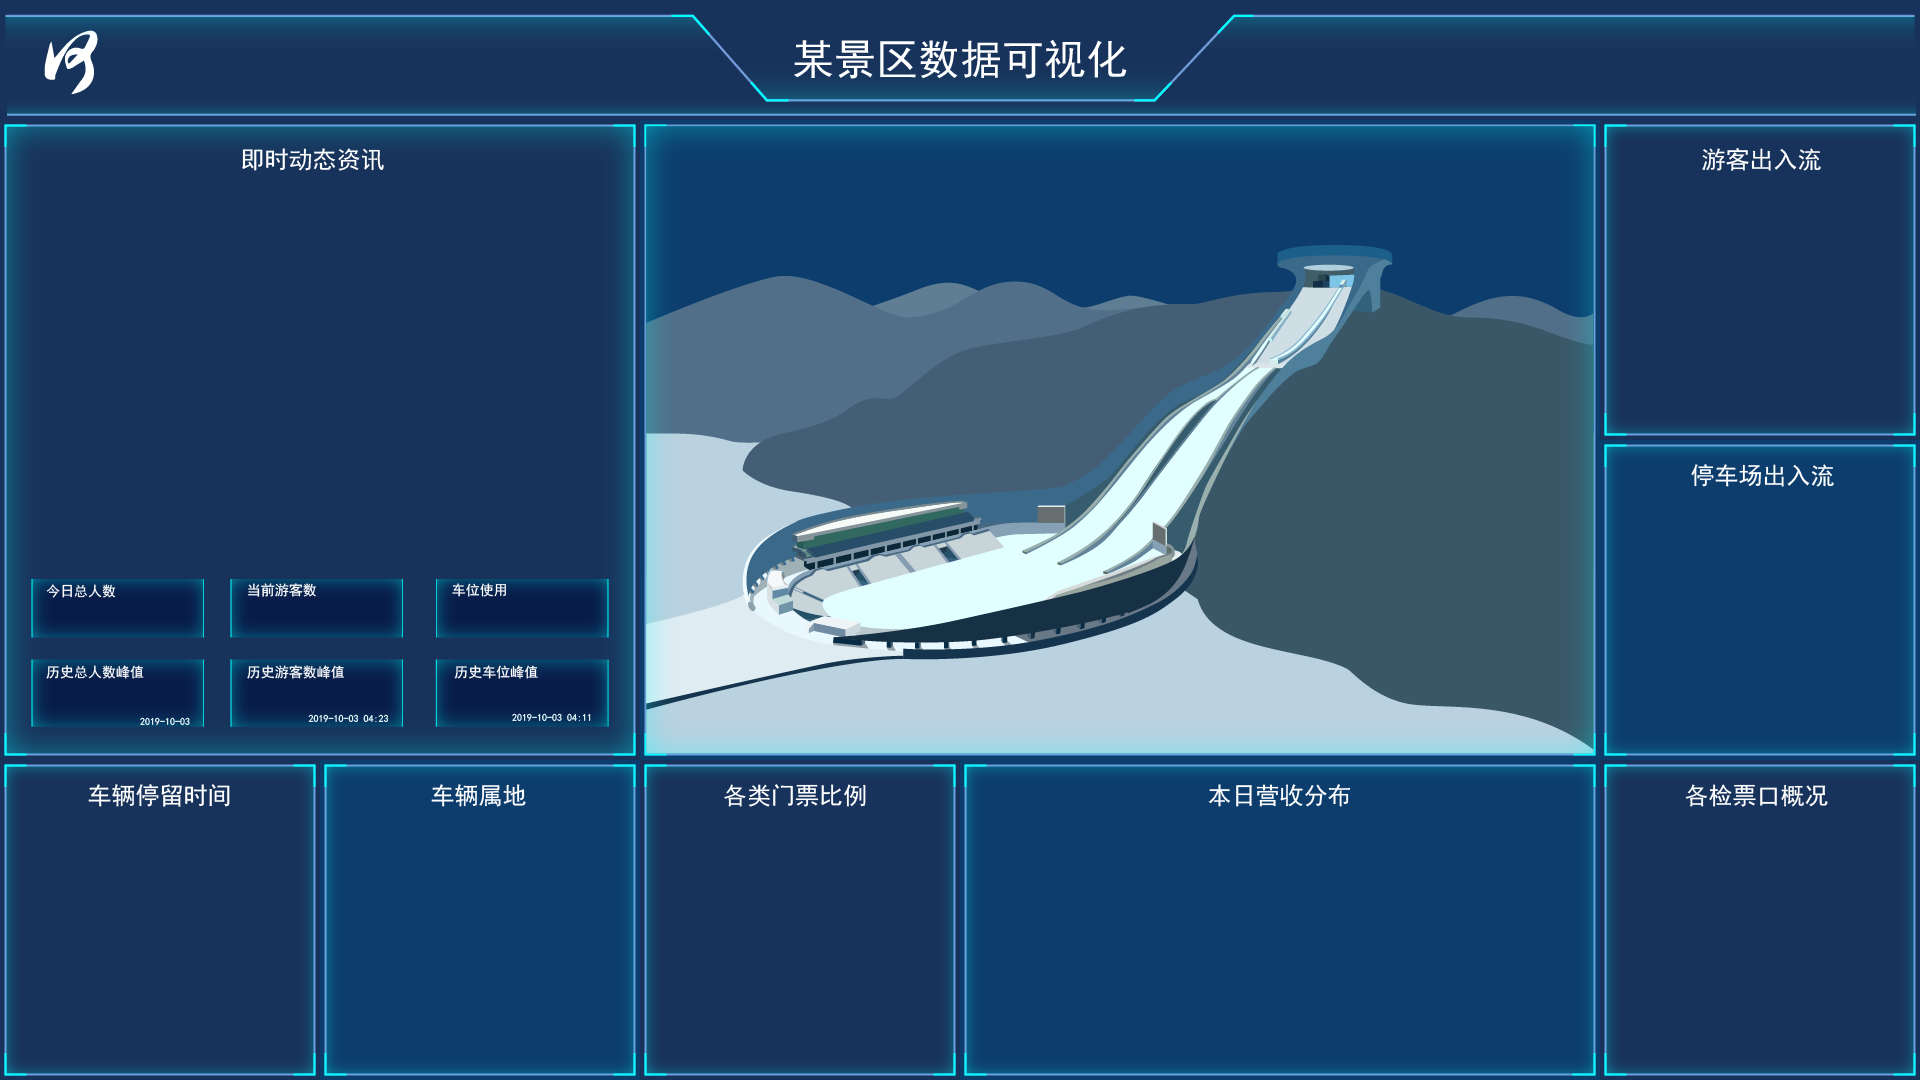 某景区数据可视化
即时动态资讯
游客出入流
停车场出入流
今日总人数
当前游客数
车位使用
历史总人数峰值
2019-10-03
历史游客数峰值
2019-10-03 04:23
历史车位峰值
2019-10-03 04:11
车辆停留时间
车辆属地
各类门票比例
本日营收分布
各检票口概况